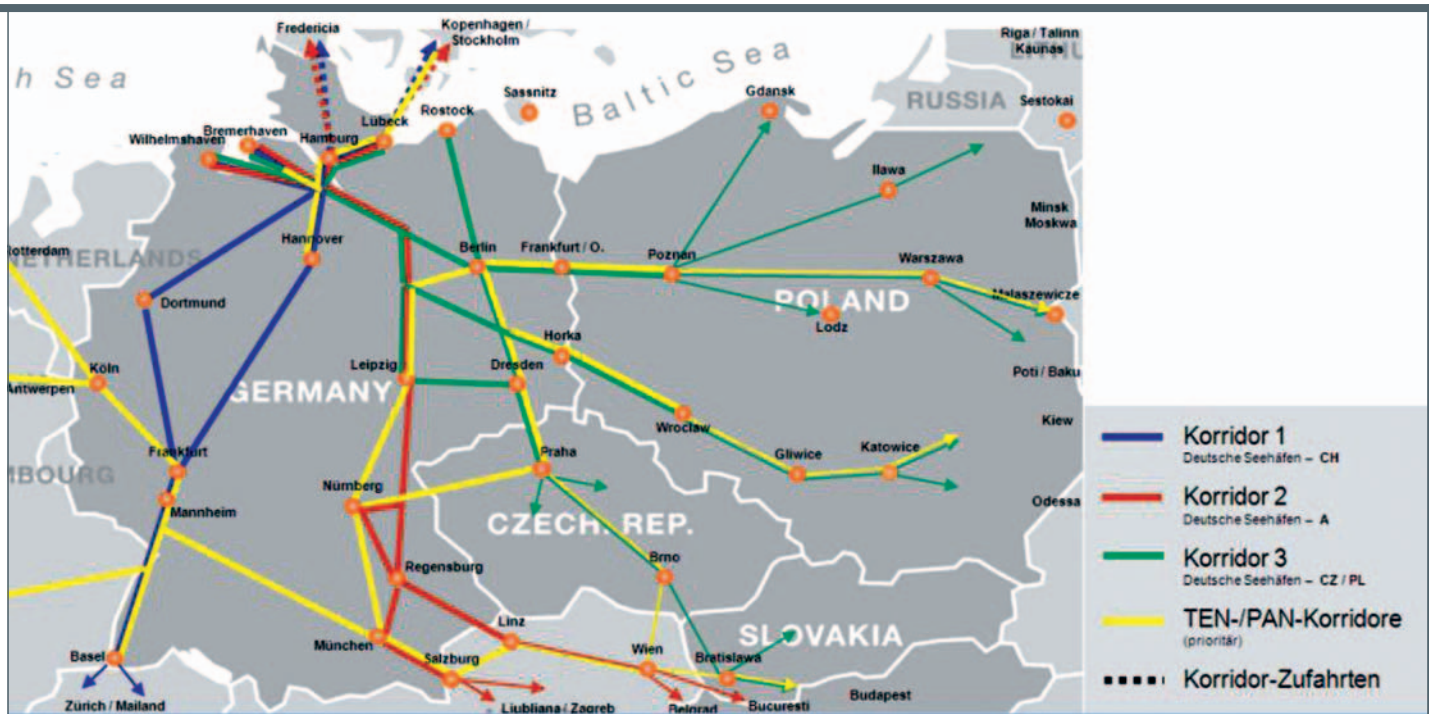 Fredericia
Kopenhagen /
Stockholm
Riga / Talinn
Kaunas
LITHU
h Sea
Baltic Sea
Sassnitz
Gdansk
RUSSIA
Sestokai
Rostock
Lübeck
Bremerhaven
Hamburg
Wilhelmshaven
Ilawa
Minsk
Moskwa
Hannover
Berlin
Frankfurt / O.
Poznan
Warszawa
Rotterdam
NETHERLANDS
Dortmund
POLAND
Malaszewicze
Lodz
Horka
Leipzig
Dresden
Köln
Antwerpen
GERMANY
Poti / Baku
Wroclaw
Kiew
Gliwice
Katowice
Frankfurt
MBOURG
Praha
Nürnberg
Mannheim
CZECH. REP.
Odessa
Regensburg
Brno
Linz
München
SLOVAKIA
Basel
Salzburg
Wien
Bratislawa
Budapest
Zürich / Mailand
Ljubljana / Zagreb
Belgrad
Bucuresti
Korridor 1
Deutsche Seehäfen – CH
Korridor 2
Deutsche Seehäfen – A
Korridor 3
Deutsche Seehäfen – CZ / PL
TEN-/PAN-Korridore
(prioritär)
Korridor-Zufahrten